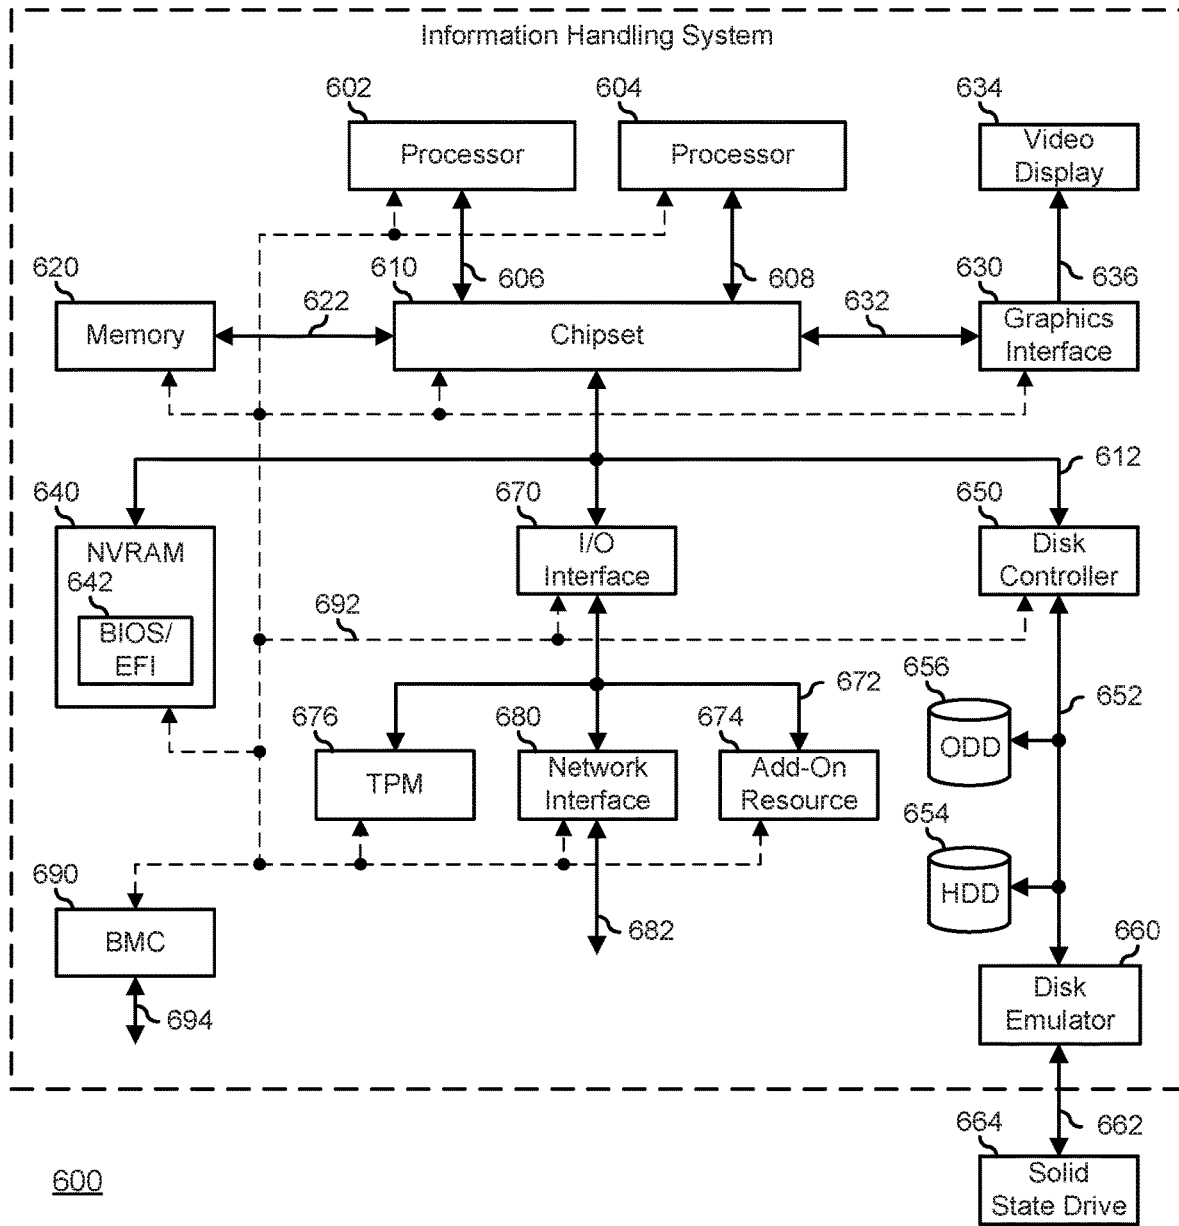 Information Handling System
602
604
634
Processor
Processor
Video
Display
620
610
606
608
630
636
622
632
Memory
Chipset
Graphics
Interface
612
640
670
650
NVRAM
I/O
Interface
Disk
Controller
642
692
BIOS/
EFI
672
656
652
676
680
674
ODD
TPM
Network
Interface
Add-On
Resource
654
690
HDD
BMC
682
660
694
Disk
Emulator
664
662
600
Solid
State Drive